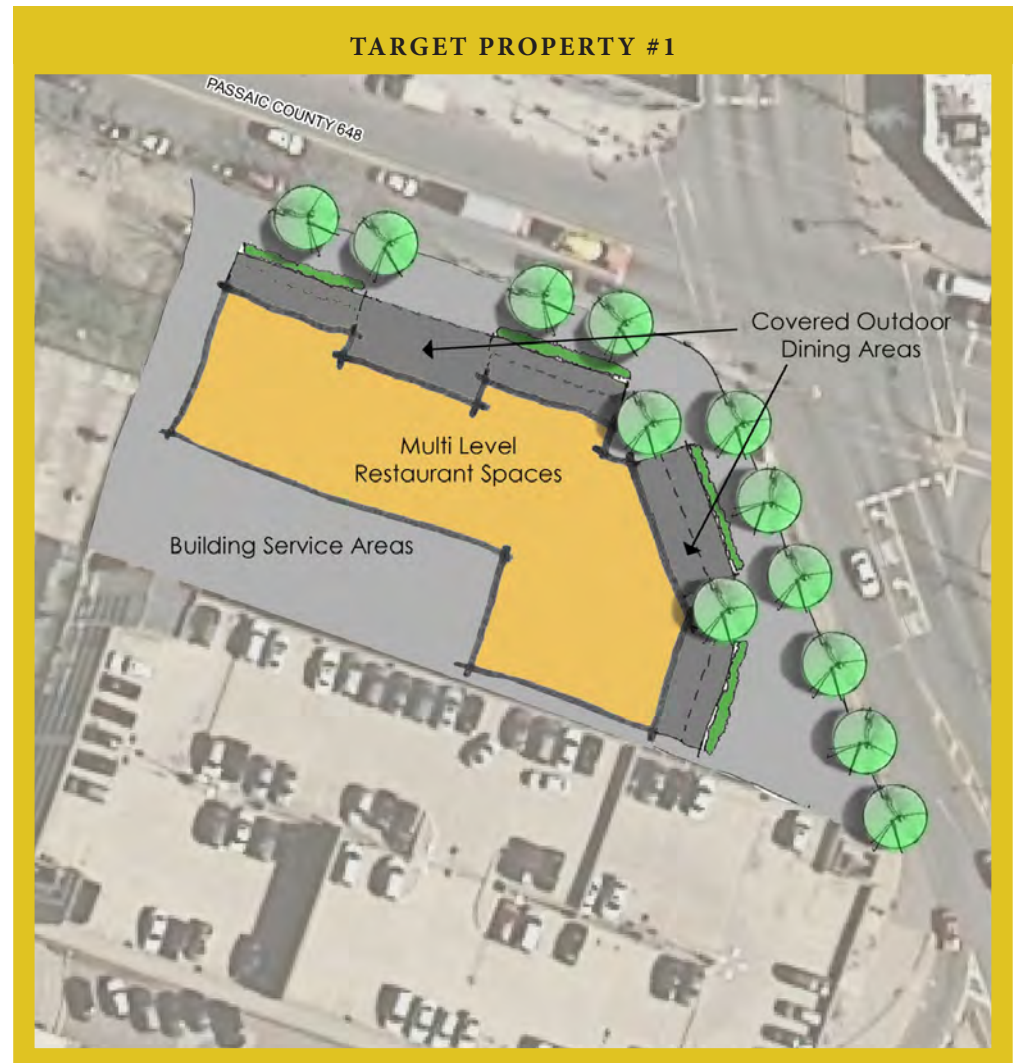 TARGET PROPERTY #1
PASSAIC COUNTY 648
Covered Outdoor
Dining Areas
Multi Level
Restaurant Spaces
Building Service Areas